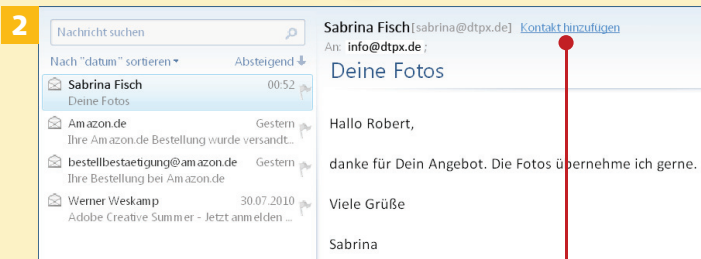 2
Nachricht suchen
Nach "datum" sortieren Absteigend
Sabrina Fisch 00:52
Deine Fotos
Amazon.de Gestern
Ihre Amazon.de Bestellung wurde versandt...
bestellbestaetigung@amazon.de Gestern
Ihre Bestellung bei Amazon.de
Werner Weskamp 30.07.2010
Adobe Creative Summer - Jetzt anmelden ...
Sabrina Fisch [sabrina@dtpx.de] Kontakt hinzufügen
An: info@dtpx.de ;
Deine Fotos
Hallo Robert,
danke für Dein Angebot. Die Fotos übernehme ich gerne.
Viele Grüße
Sabrina